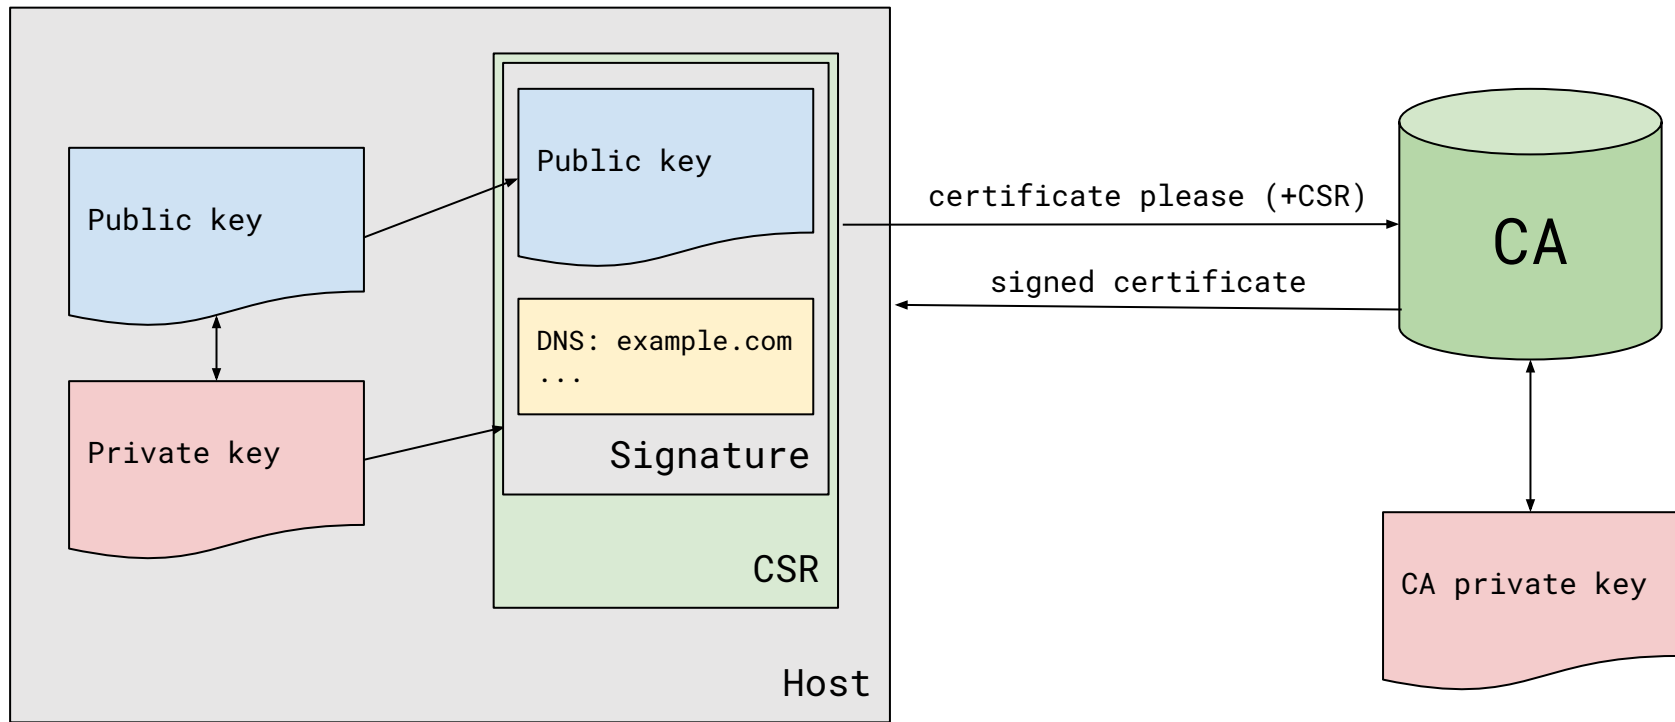 Public key
Private key
Public key
DNS: example.com
...
Signature
CSR
Host
certificate please (+CSR)
signed certificate
CA
CA private key